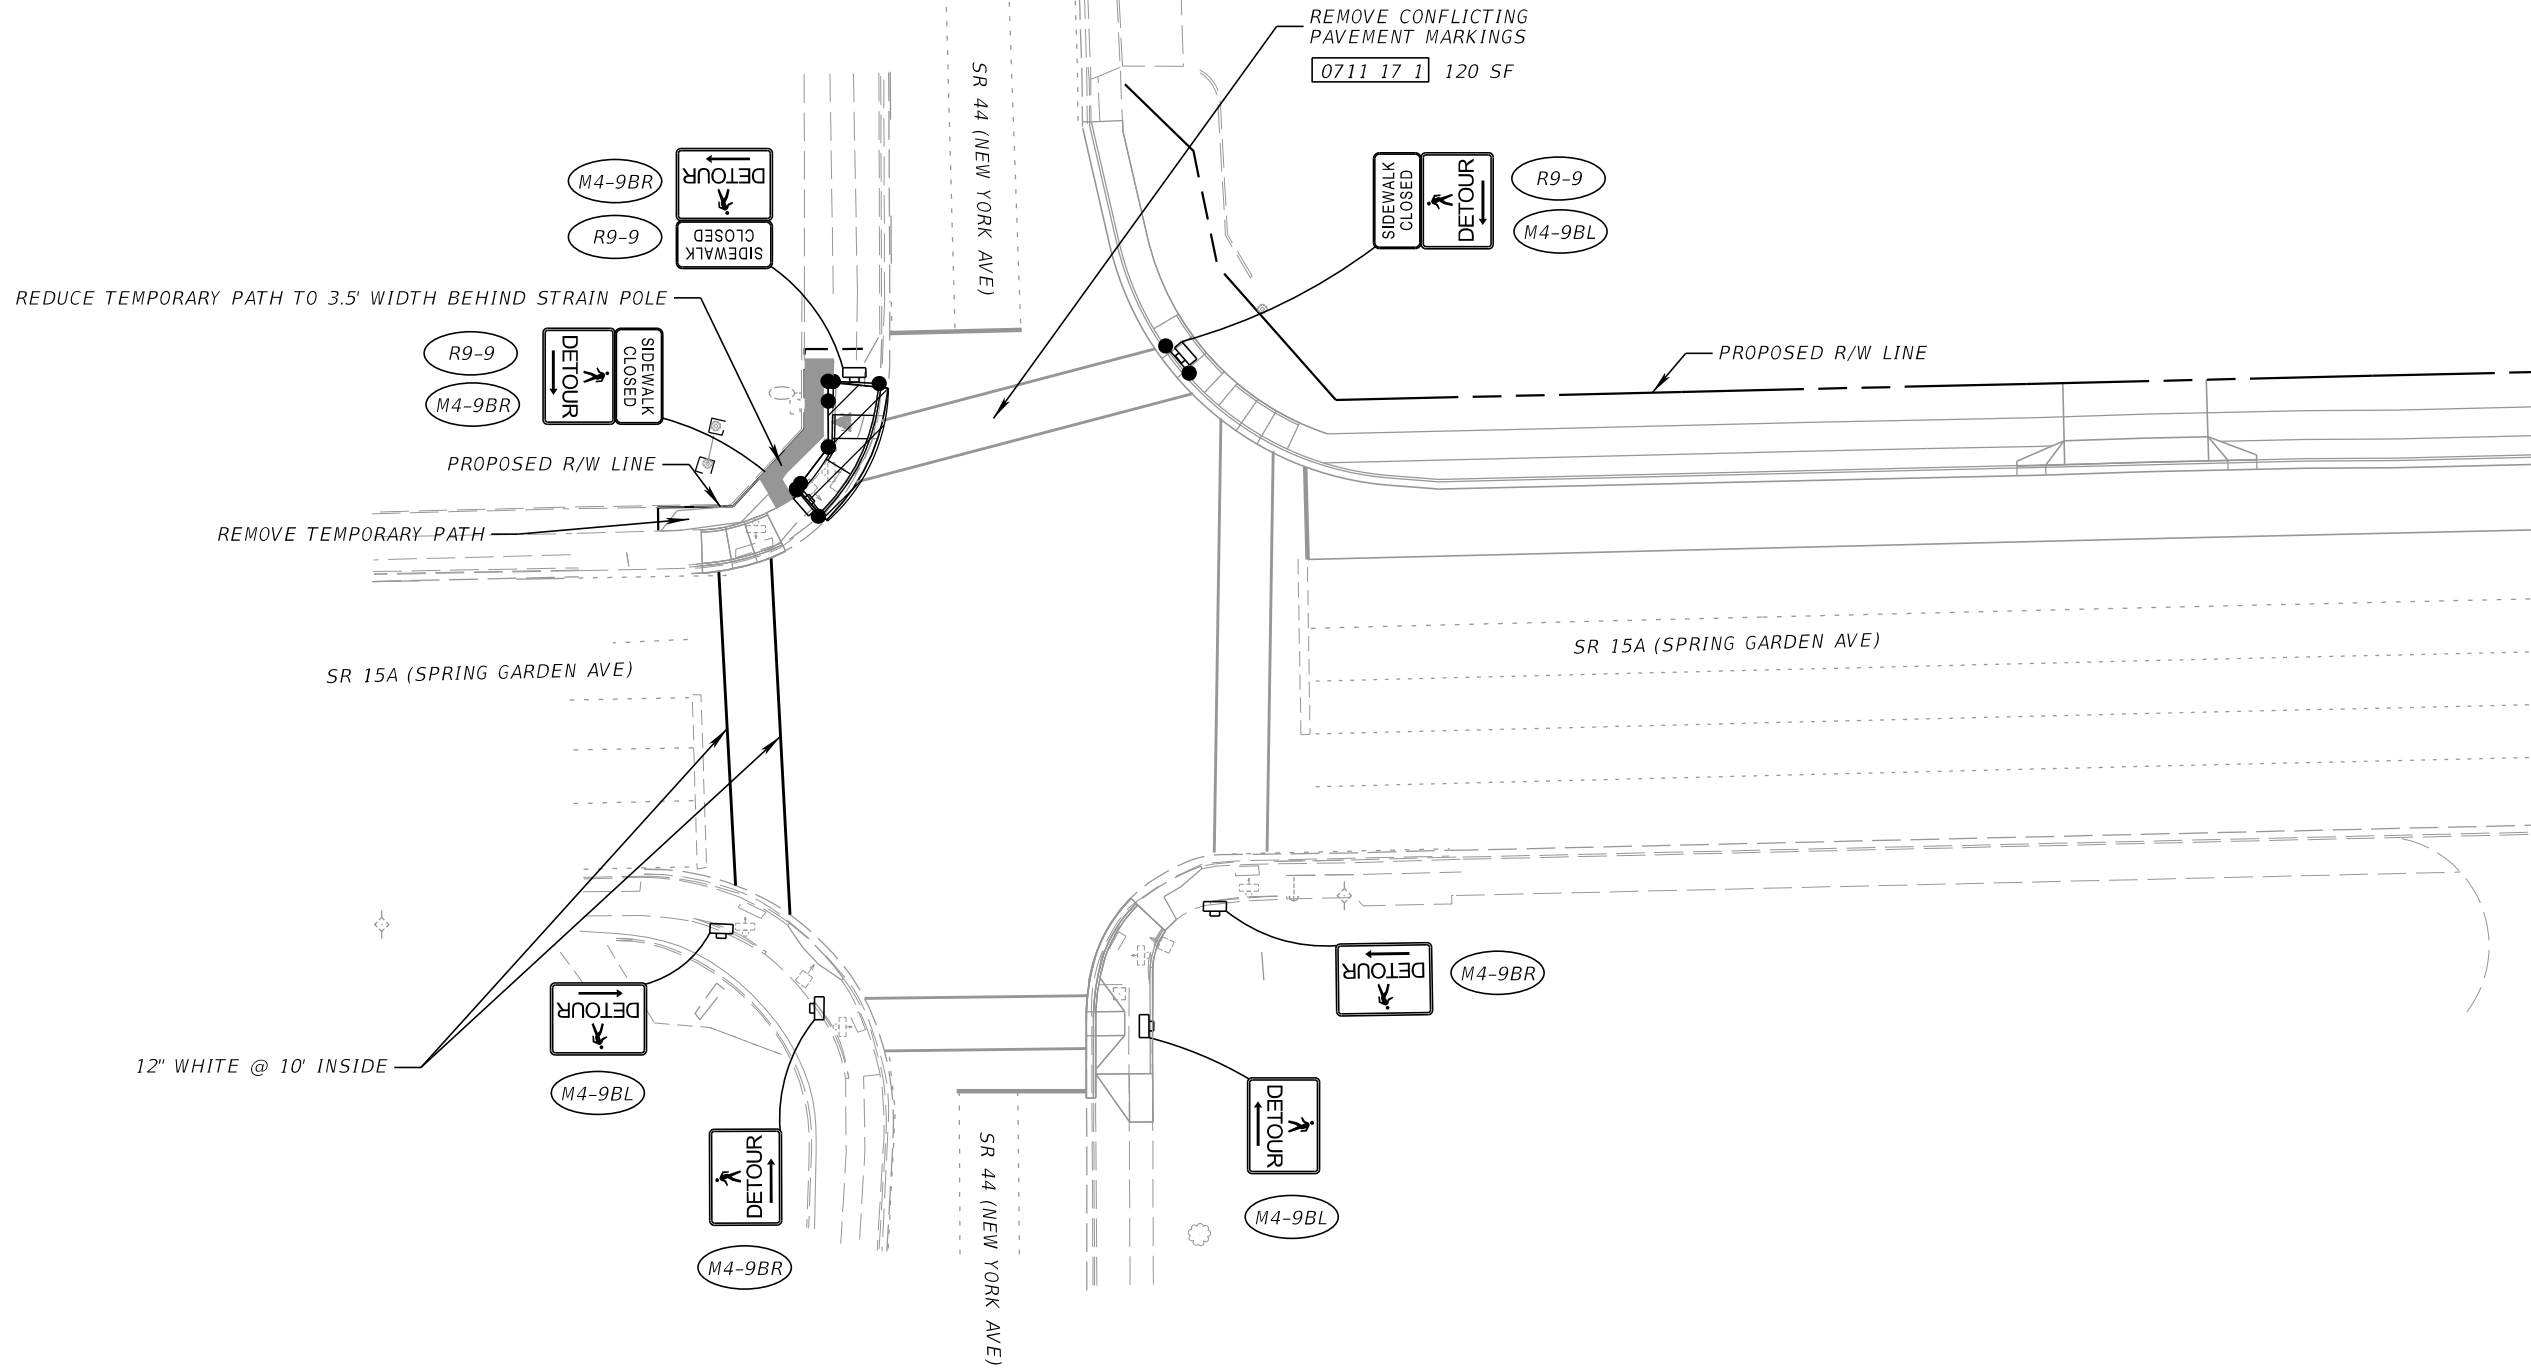 REMOVE CONFLICTING
PAVEMENT MARKINGS
0711 17 1 120 SF
SR 44 (NEW YORK AVE)
M4-9BR
DETOUR
R9-9
SIDEWALK
CLOSED
SIDEWALK
CLOSED
DETOUR
R9-9
M4-9BL
REDUCE TEMPORARY PATH TO 3.5' WIDTH BEHIND STRAIN POLE
R9-9
M4-9BR
DETOUR
SIDEWALK
CLOSED
PROPOSED R/W LINE
PROPOSED R/W LINE
REMOVE TEMPORARY PATH
SR 15A (SPRING GARDEN AVE)
SR 15A (SPRING GARDEN AVE)
DETOUR
M4-9BR
DETOUR
M4-9BL
12" WHITE @ 10' INSIDE
DETOUR
M4-9BR
DETOUR
M4-9BL
SR 44 (NEW YORK AVE)